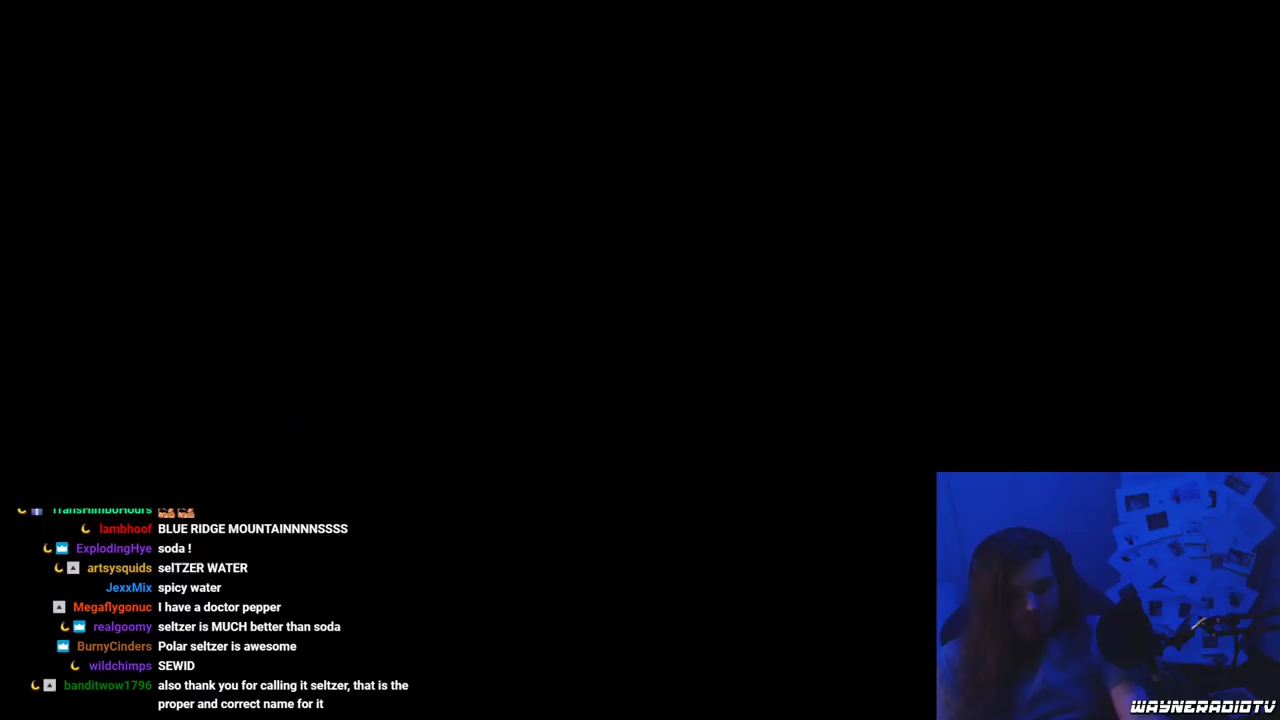 TransHimboHours
lambhoof BLUE RIDGE MOUNTAINNNNSSSS
ExplodingHye soda !
artsysquids selTZER WATER
JexxMix spicy water
Megaflygonuc I have a doctor pepper
realgoomy seltzer is MUCH better than soda
BurnyCinders Polar seltzer is awesome
wildchimps SEWID
banditwow1796 also thank you for calling it seltzer, that is the
proper and correct name for it
WAYNERADIOTV